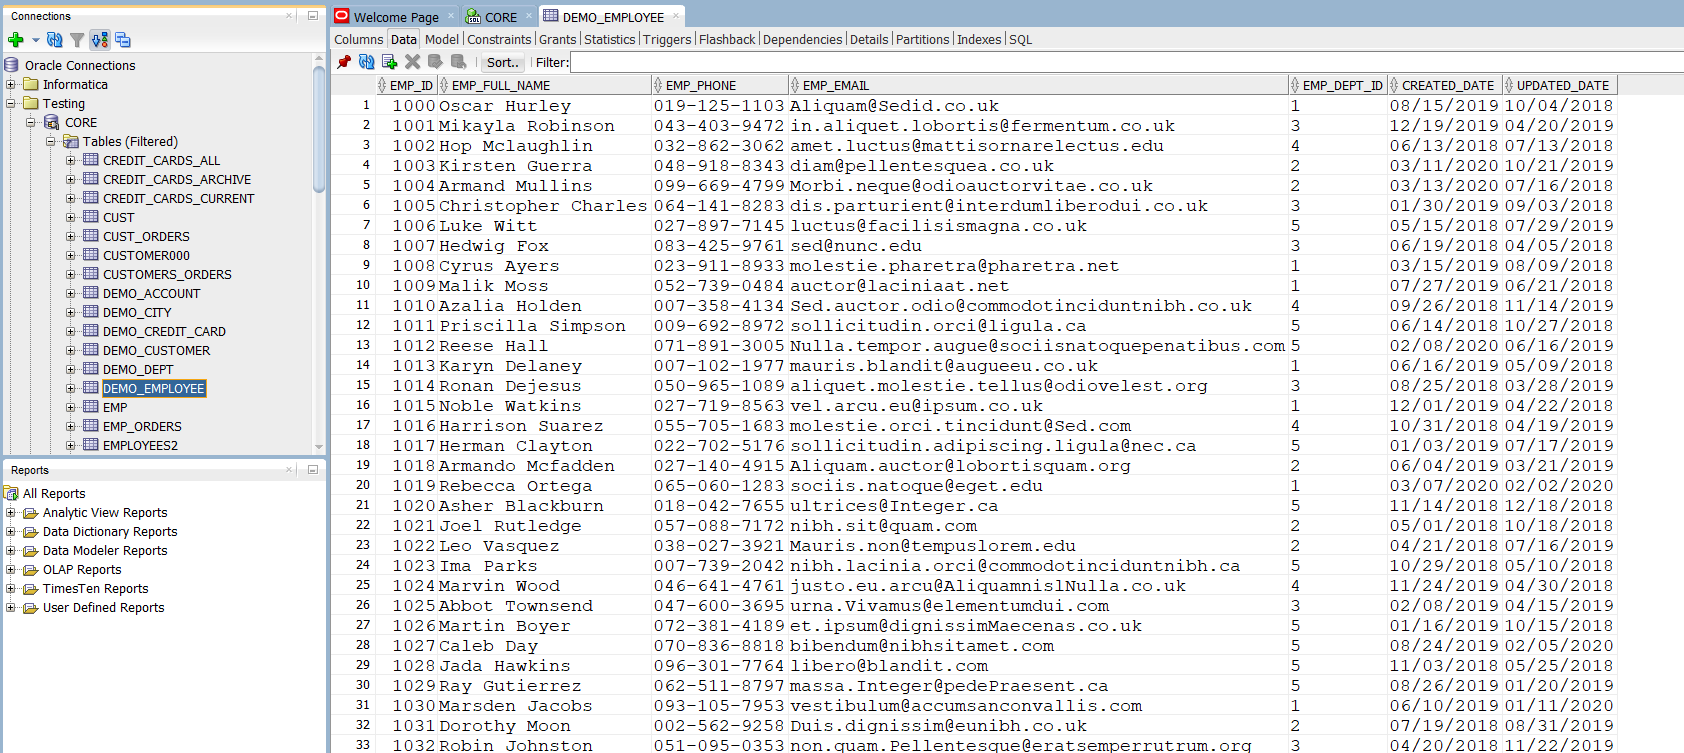 Connections
Oracle Connections
Informatica
Testing
CORE
Tables (Filtered)
CREDIT_CARDS_ALL
CREDIT_CARDS_ARCHIVE
CREDIT_CARDS_CURRENT
CUST
CUST_ORDERS
CUSTOMER000
CUSTOMERS_ORDERS
DEMO_ACCOUNT
DEMO_CITY
DEMO_CREDIT_CARD
DEMO_CUSTOMER
DEMO_DEPT
DEMO_EMPLOYEE
EMP
EMP_ORDERS
EMPLOYEES2
Reports
All Reports
Analytic View Reports
Data Dictionary Reports
Data Modeler Reports
OLAP Reports
TimesTen Reports
User Defined Reports
Welcome Page CORE DEMO_EMPLOYEE
Columns Data Model Constraints Grants Statistics Triggers Flashback Dependencies Details Partitions Indexes SQL
Sort.. Filter:
EMP_ID EMP_FULL_NAME EMP_PHONE EMP_EMAIL EMP_DEPT_ID CREATED_DATE UPDATED_DATE
1 1000 Oscar Hurley 019-125-1103 Aliquam@Sedid.co.uk 1 08/15/2019 10/04/2018
2 1001 Mikayla Robinson 043-403-9472 in.aliquet.lobortis@fermentum.co.uk 3 12/19/2019 04/20/2019
3 1002 Hop Mclaughlin 032-862-3062 amet.luctus@mattisornarelectus.edu 4 06/13/2018 07/13/2018
4 1003 Kirsten Guerra 048-918-8343 diam@pellentesquea.co.uk 2 03/11/2020 10/21/2019
5 1004 Armand Mullins 099-669-4799 Morbi.neque@odioauctorvitae.co.uk 2 03/13/2020 07/16/2018
6 1005 Christopher Charles 064-141-8283 dis.parturient@interdumliberodui.co.uk 3 01/30/2019 09/03/2018
7 1006 Luke Witt 027-897-7145 luctus@facilisismagna.co.uk 5 05/15/2018 07/29/2019
8 1007 Hedwig Fox 083-425-9761 sed@nunc.edu 3 06/19/2018 04/05/2018
9 1008 Cyrus Ayers 023-911-8933 molestie.pharetra@pharetra.net 1 03/15/2019 08/09/2018
10 1009 Malik Moss 052-739-0484 auctor@laciniaat.net 1 07/27/2019 06/21/2018
11 1010 Azalia Holden 007-358-4134 Sed.auctor.odio@commodotinciduntnibh.co.uk 4 09/26/2018 11/14/2019
12 1011 Priscilla Simpson 009-692-8972 sollicitudin.orci@ligula.ca 5 06/14/2018 10/27/2018
13 1012 Reese Hall 071-891-3005 Nulla.tempor.augue@sociisnatoquepenatibus.com 5 02/08/2020 06/16/2019
14 1013 Karyn Delaney 007-102-1977 mauris.blandit@augueeu.co.uk 1 06/16/2019 05/09/2018
15 1014 Ronan Dejesus 050-965-1089 aliquet.molestie.tellus@odiovelest.org 3 08/25/2018 03/28/2019
16 1015 Noble Watkins 027-719-8563 vel.arcu.eu@ipsum.co.uk 1 12/01/2019 04/22/2018
17 1016 Harrison Suarez 055-705-1683 molestie.orci.tincidunt@Sed.com 4 10/31/2018 04/19/2019
18 1017 Herman Clayton 022-702-5176 sollicitudin.adipiscing.ligula@nec.ca 5 01/03/2019 07/17/2019
19 1018 Armando Mcfadden 027-140-4915 Aliquam.auctor@lobortisquam.org 2 06/04/2019 03/21/2019
20 1019 Rebecca Ortega 065-060-1283 sociis.natoque@eget.edu 1 03/07/2020 02/02/2020
21 1020 Asher Blackburn 018-042-7655 ultrices@Integer.ca 5 11/14/2018 12/18/2018
22 1021 Joel Rutledge 057-088-7172 nibh.sit@quam.com 2 05/01/2018 10/18/2018
23 1022 Leo Vasquez 038-027-3921 Mauris.non@tempuslorem.edu 2 04/21/2018 07/16/2019
24 1023 Ima Parks 007-739-2042 nibh.lacinia.orci@commodotinciduntnibh.ca 5 10/29/2018 05/10/2018
25 1024 Marvin Wood 046-641-4761 justo.eu.arcu@AliquamnislNulla.co.uk 4 11/24/2019 04/30/2018
26 1025 Abbot Townsend 047-600-3695 urna.Vivamus@elementumdui.com 3 02/08/2019 04/15/2019
27 1026 Martin Boyer 072-381-4189 et.ipsum@dignissimMaecenas.co.uk 5 01/16/2019 10/15/2018
28 1027 Caleb Day 070-836-8818 bibendum@nibhsitamet.com 5 08/24/2019 02/05/2020
29 1028 Jada Hawkins 096-301-7764 libero@blandit.com 5 11/03/2018 05/25/2018
30 1029 Ray Gutierrez 062-511-8797 massa.Integer@pedePraesent.ca 5 08/26/2019 01/20/2019
31 1030 Marsden Jacobs 093-105-7953 vestibulum@accumsanconvallis.com 1 06/10/2019 01/11/2020
32 1031 Dorothy Moon 002-562-9258 Duis.dignissim@eunibh.co.uk 2 07/19/2018 08/31/2019
33 1032 Robin Johnston 051-095-0353 non.quam.Pellentesque@eratsemperrutrum.org 3 04/20/2018 11/22/2019